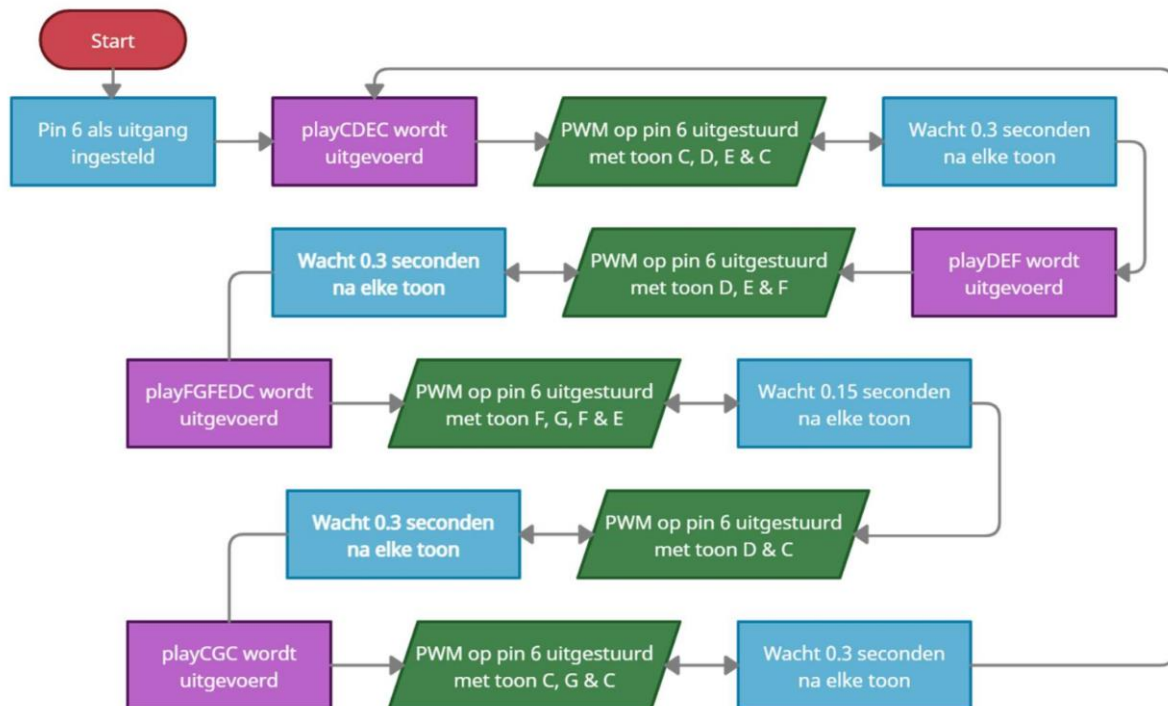 Start
Pin 6 als uitgang
ingesteld
playCDEC wordt
uitgevoerd
PWM op pin 6 uitgestuurd
met toon C, D, E & C
Wacht 0.3 seconden
na elke toon
playDEF wordt
uitgevoerd
PWM op pin 6 uitgestuurd
met toon D, E & F
Wacht 0.3 seconden
na elke toon
playFGFEDC wordt
uitgevoerd
PWM op pin 6 uitgestuurd
met toon F, G, F & E
Wacht 0.15 seconden
na elke toon
PWM op pin 6 uitgestuurd
met toon D & C
Wacht 0.3 seconden
na elke toon
playCGC wordt
uitgevoerd
PWM op pin 6 uitgestuurd
met toon C, G & C
Wacht 0.3 seconden
na elke toon